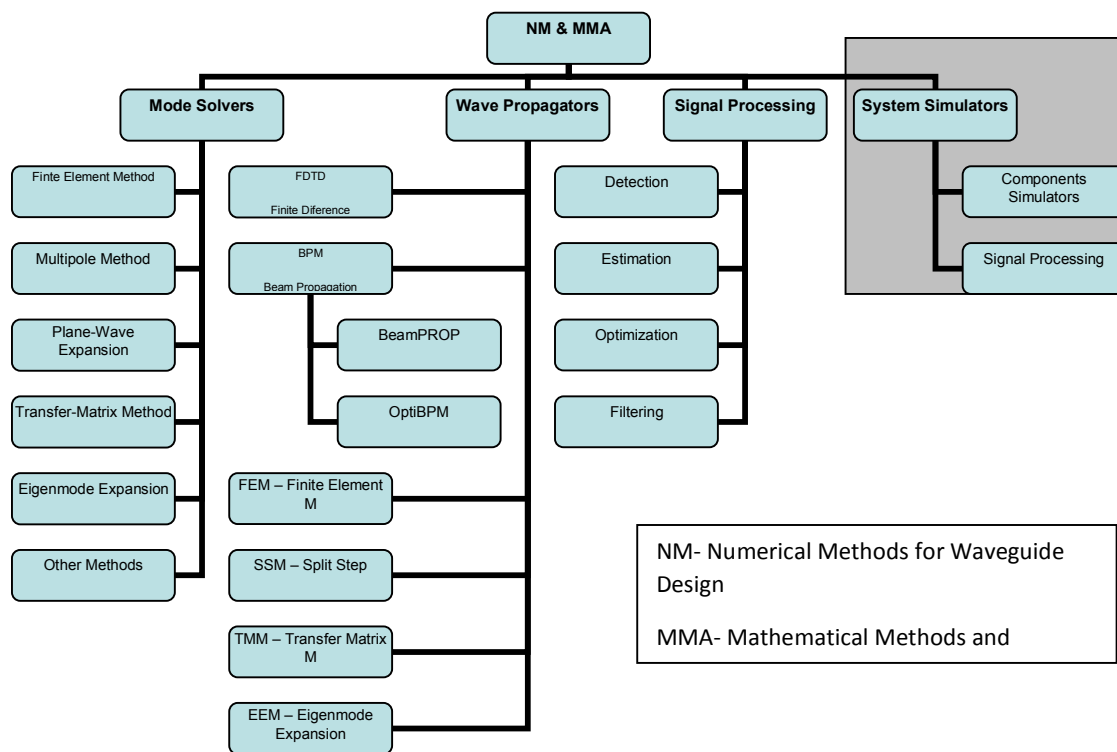 NM & MMA
Mode Solvers
Wave Propagators
Signal Processing
System Simulators
Finte Element Method
Multipole Method
Plane-Wave
Expansion
Transfer-Matrix Method
Eigenmode Expansion
Other Methods
FDTD
Finite Diference
BPM
Beam Propagation
BeamPROP
OptiBPM
FEM – Finite Element
M
SSM – Split Step
TMM – Transfer Matrix
M
EEM – Eigenmode
Expansion
Detection
Estimation
Optimization
Filtering
Components
Simulators
Signal Processing
NM- Numerical Methods for Waveguide
Design
MMA- Mathematical Methods and